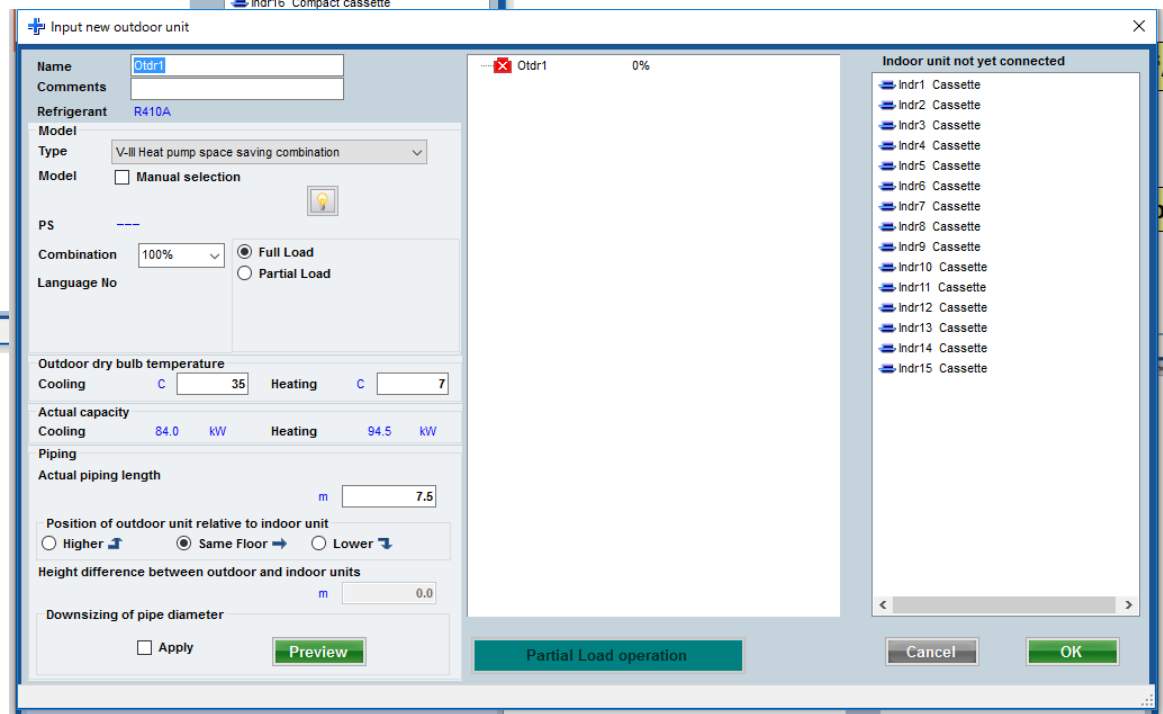 Indr16 Compact cassette
Input new outdoor unit
Name Otdr1
Comments
Refrigerant R410A
Model
Type V-III Heat pump space saving combination
Model Manual selection
PS ---
Combination 100% Full Load
Partial Load
Language No
Outdoor dry bulb temperature
Cooling C 35 Heating C 7
Actual capacity
Cooling 84.0 kW Heating 94.5 kW
Piping
Actual piping length
m 7.5
Position of outdoor unit relative to indoor unit
Higher Same Floor Lower
Height difference between outdoor and indoor units
m 0.0
Downsizing of pipe diameter
Apply Preview
Otdr1 0%
Partial Load operation
Indoor unit not yet connected
Indr1 Cassette
Indr2 Cassette
Indr3 Cassette
Indr4 Cassette
Indr5 Cassette
Indr6 Cassette
Indr7 Cassette
Indr8 Cassette
Indr9 Cassette
Indr10 Cassette
Indr11 Cassette
Indr12 Cassette
Indr13 Cassette
Indr14 Cassette
Indr15 Cassette
Cancel OK